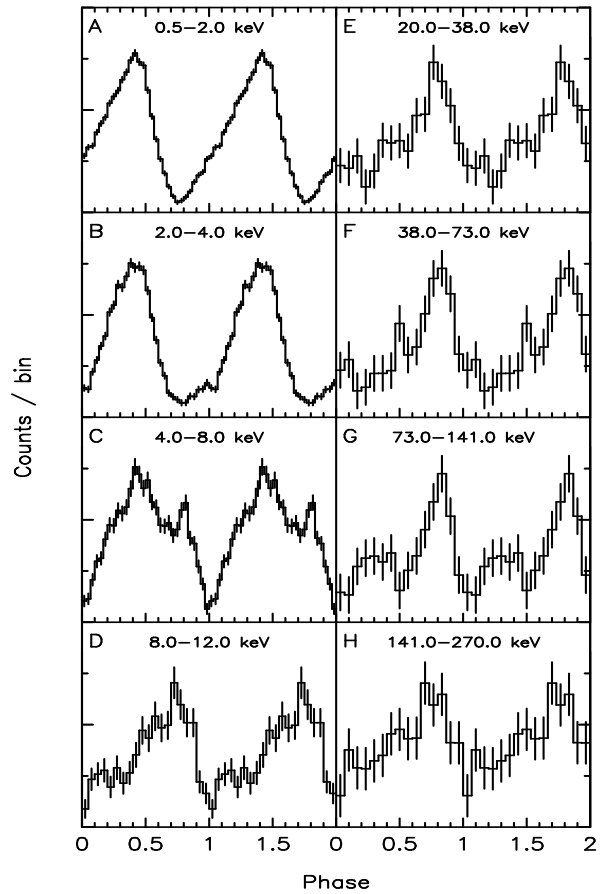 A 0.5–2.0 keV
E 20.0–38.0 keV
B 2.0–4.0 keV
F 38.0–73.0 keV
C 4.0–8.0 keV
G 73.0–141.0 keV
D 8.0–12.0 keV
H 141.0–270.0 keV
Counts / bin
0 0.5 1 1.5 0 0.5 1 1.5 2
Phase